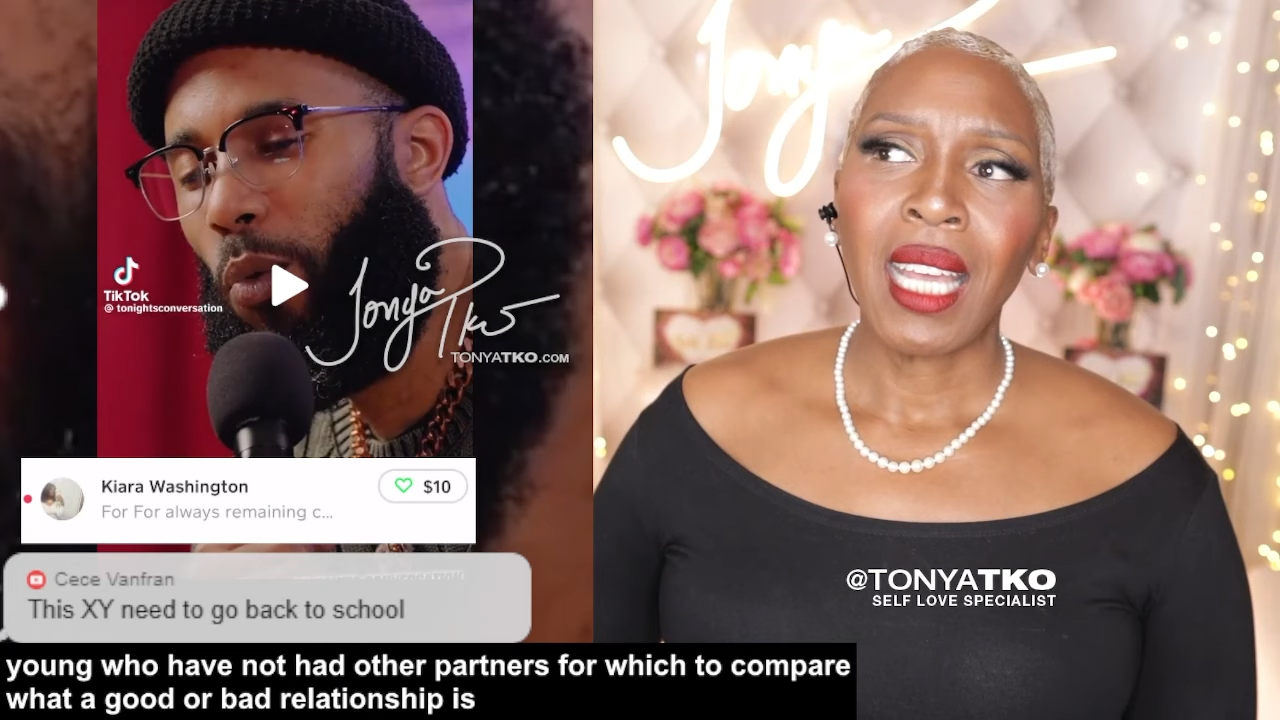 Tonya
TikTok
@ tonightsconversation
Tonya TKO
TONYATKO.COM
Kiara Washington
$10
For For always remaining c...
Cece Vanfran
This XY need to go back to school
@TONYATKO
SELF LOVE SPECIALIST
young who have not had other partners for which to compare
what a good or bad relationship is